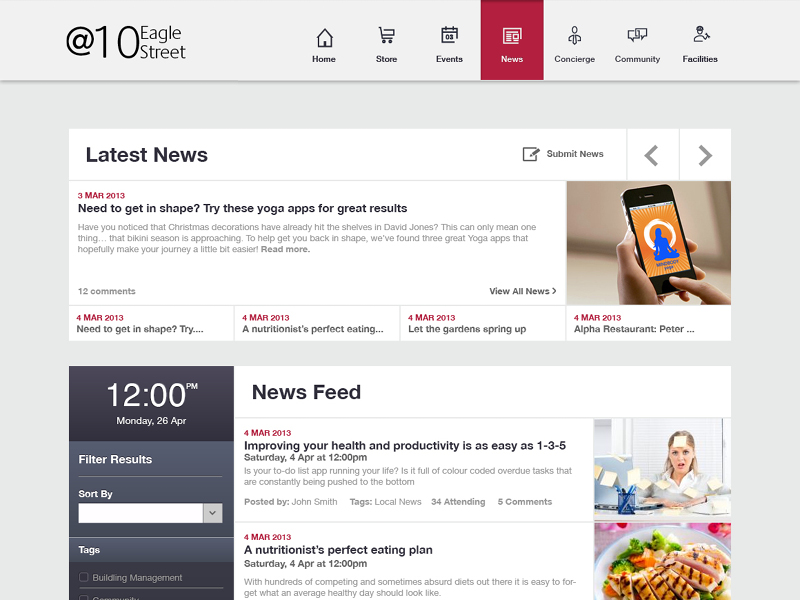 @10 Eagle Street
03
Home
Store
Events
News
Concierge
Community
Facilities
Latest News
Submit News
3 MAR 2013
Need to get in shape? Try these yoga apps for great results
Have you noticed that Christmas decorations have already hit the shelves in David Jones? This can only mean one
thing… that bikini season is approaching. To help get you back in shape, we've found three great Yoga apps that
hopefully make your journey a little bit easier! Read more.
12 comments
View All News >
MINDBODY
yoga
4 MAR 2013
Need to get in shape? Try....
4 MAR 2013
A nutritionist's perfect eating...
4 MAR 2013
Let the gardens spring up
4 MAR 2013
Alpha Restaurant: Peter ...
12:00 PM
Monday, 26 Apr
Filter Results
Sort By
Tags
Buildling Management
Community
News Feed
4 MAR 2013
Improving your health and productivity is as easy as 1-3-5
Saturday, 4 Apr at 12:00pm
Is your to-do list app running your life? Is it full of colour coded overdue tasks that
are constantly being pushed to the bottom
Posted by: John Smith Tags: Local News 34 Attending 5 Comments
4 MAR 2013
A nutritionist's perfect eating plan
Saturday, 4 Apr at 12:00pm
With hundreds of competing and sometimes absurd diets out there it is easy to for-
get what an average healthy day should look like.